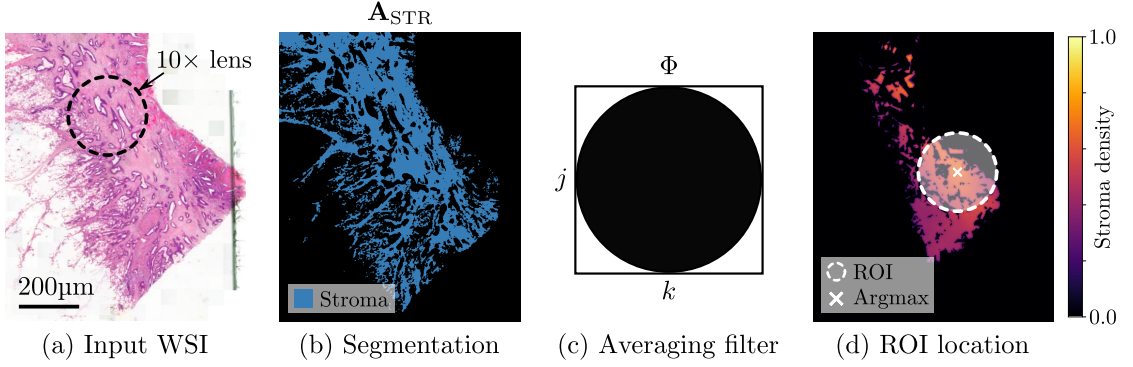 A_STR
10× lens
200µm
Stroma
Φ
j
k
ROI
Argmax
1.0
Stroma density
0.0
(a) Input WSI
(b) Segmentation
(c) Averaging filter
(d) ROI location